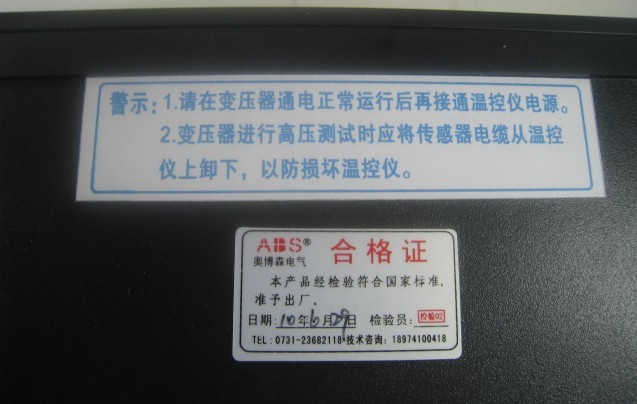 警示：1.请在变压器通电正常运行后再接通温控仪电源。
2.变压器进行高压测试时应将传感器电缆从温控
仪上卸下，以防损坏温控仪。
ABS® 合格证
奥博森电气
本产品经检验符合国家标准，
准予出厂。
日期：10年6月29日 检验员：检验02
TEL：0731-23682118·技术咨询：18974100418